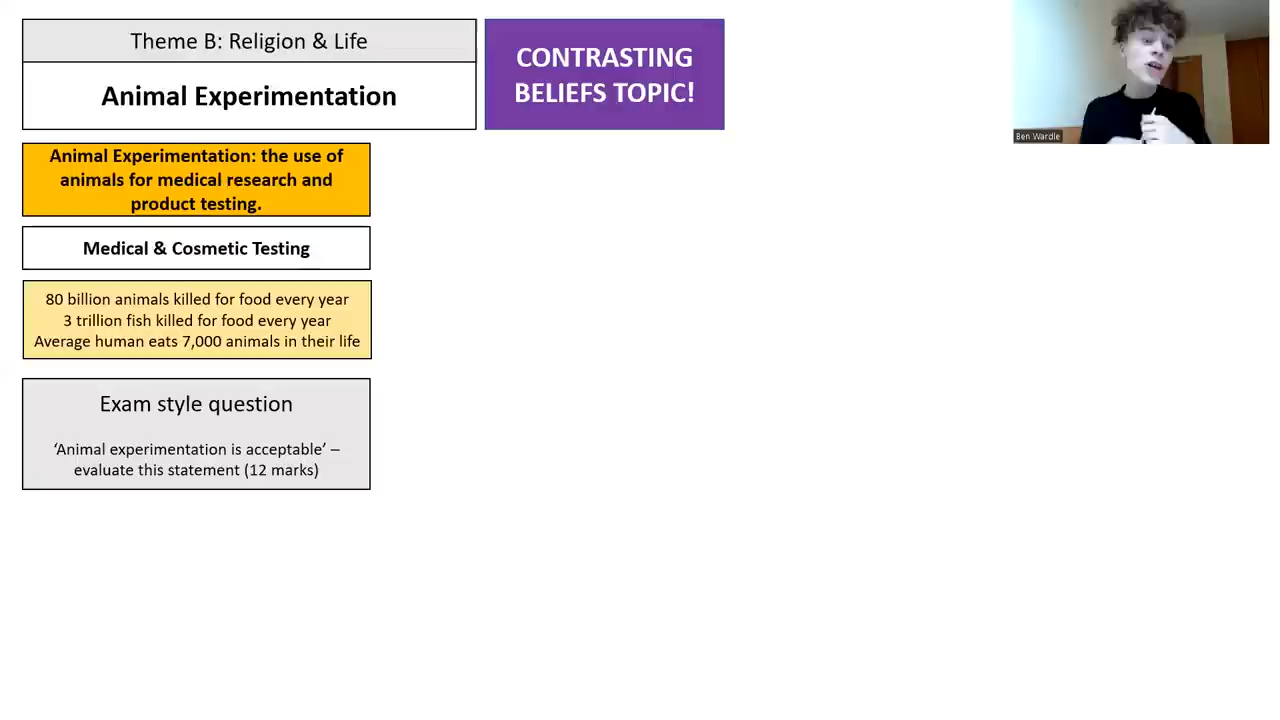 Theme B: Religion & Life
Animal Experimentation
CONTRASTING
BELIEFS TOPIC!
Ben Wardle
Animal Experimentation: the use of
animals for medical research and
product testing.
Medical & Cosmetic Testing
80 billion animals killed for food every year
3 trillion fish killed for food every year
Average human eats 7,000 animals in their life
Exam style question
‘Animal experimentation is acceptable’ –
evaluate this statement (12 marks)